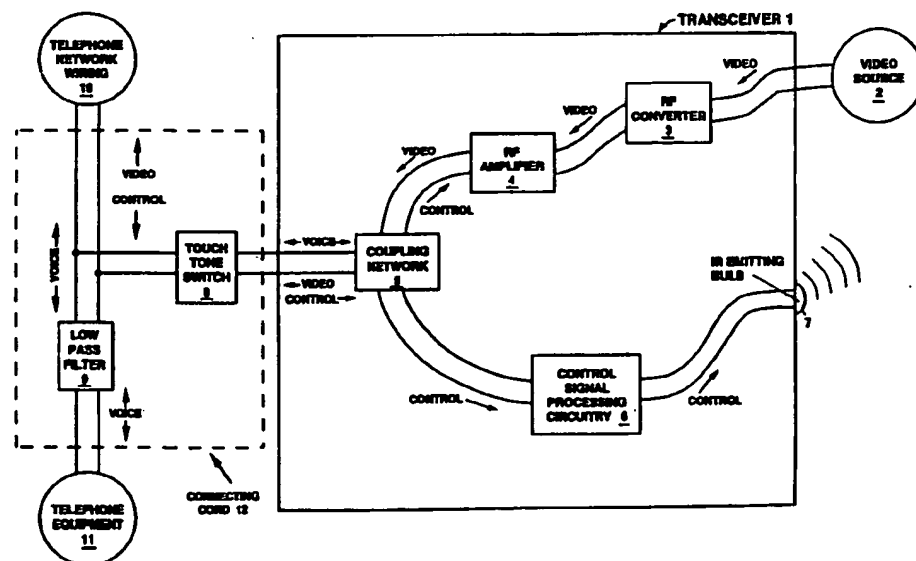 TRANSCEIVER 1
TELEPHONE
NETWORK
WIRING
10
VIDEO
SOURCE
2
VIDEO
RF
CONVERTER
3
VIDEO
RF
AMPLIFIER
4
VIDEO
CONTROL
VIDEO
CONTROL
VOICE
TOUCH
TONE
SWITCH
8
VOICE
VIDEO
CONTROL
COUPLING
NETWORK
5
IR EMITTING
BULB
7
LOW
PASS
FILTER
9
VOICE
CONTROL
CONTROL
SIGNAL
PROCESSING
CIRCUITRY 6
CONTROL
CONNECTING
CORD 12
TELEPHONE
EQUIPMENT
11